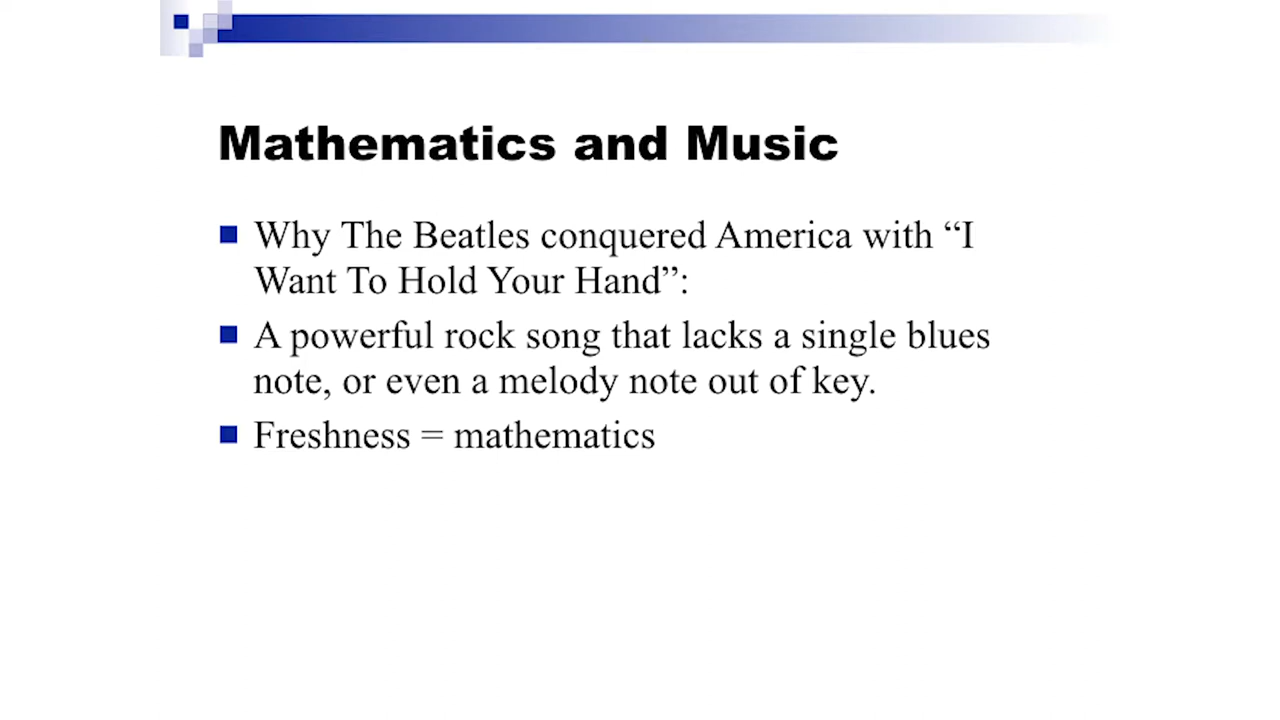 Mathematics and Music
Why The Beatles conquered America with “I
Want To Hold Your Hand”:
A powerful rock song that lacks a single blues
note, or even a melody note out of key.
Freshness = mathematics